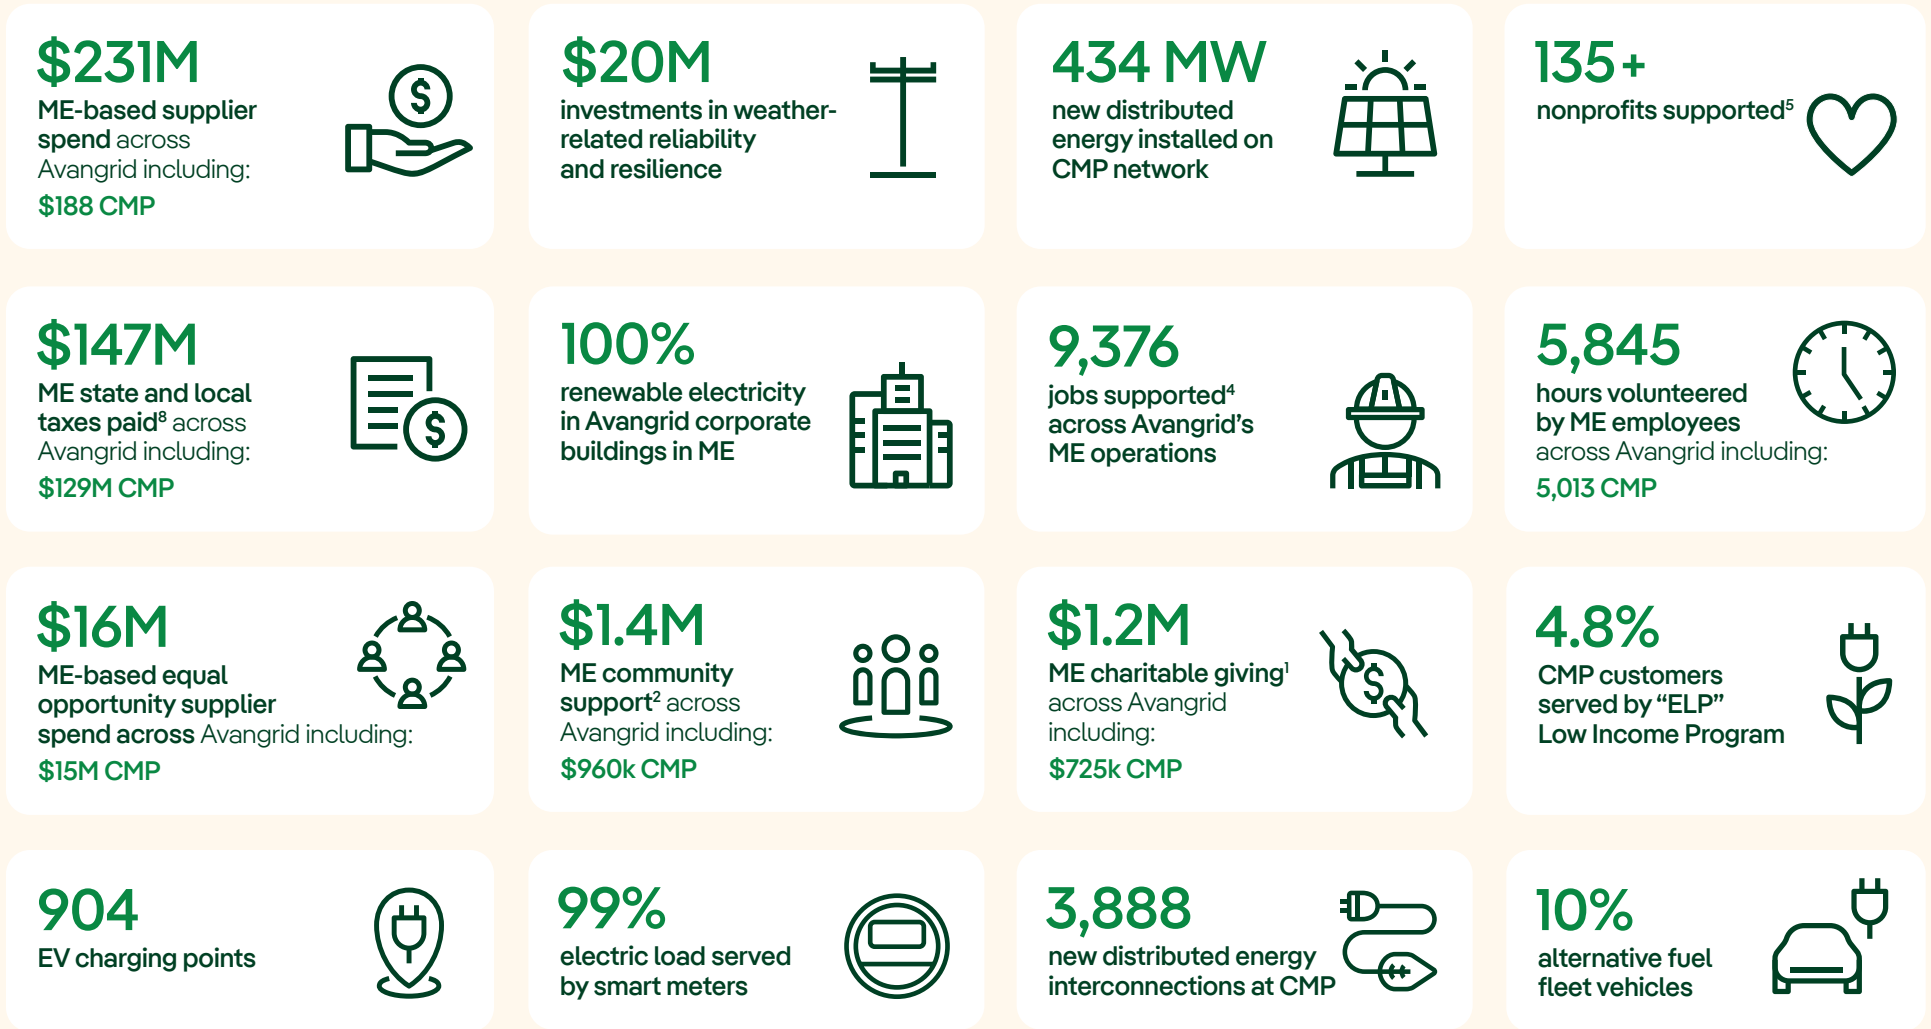 $231M
ME-based supplier
spend across
Avangrid including:
$188 CMP
$20M
investments in weather-
related reliability
and resilience
434 MW
new distributed
energy installed on
CMP network
135+
nonprofits supported⁵
$147M
ME state and local
taxes paid⁸ across
Avangrid including:
$129M CMP
100%
renewable electricity
in Avangrid corporate
buildings in ME
9,376
jobs supported⁴
across Avangrid's
ME operations
5,845
hours volunteered
by ME employees
across Avangrid including:
5,013 CMP
$16M
ME-based equal
opportunity supplier
spend across Avangrid including:
$15M CMP
$1.4M
ME community
support² across
Avangrid including:
$960k CMP
$1.2M
ME charitable giving¹
across Avangrid
including:
$725k CMP
4.8%
CMP customers
served by “ELP”
Low Income Program
904
EV charging points
99%
electric load served
by smart meters
3,888
new distributed energy
interconnections at CMP
10%
alternative fuel
fleet vehicles